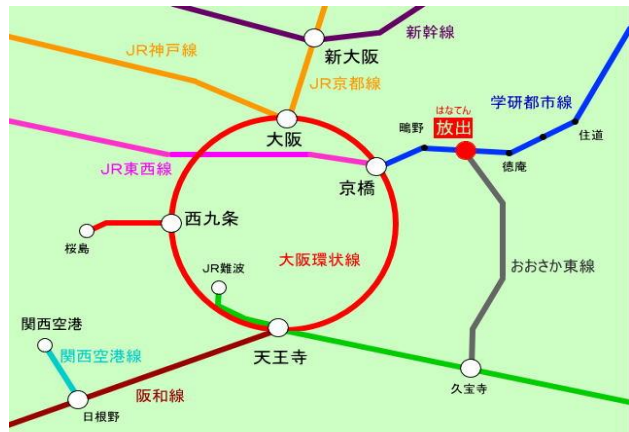 新幹線
新大阪
JR神戸線
JR京都線
大阪
学研都市線
はなてん
放出
鴫野
徳庵
住道
JR東西線
京橋
西九条
桜島
大阪環状線
JR難波
おおさか東線
関西空港
関西空港線
天王寺
久宝寺
阪和線
日根野